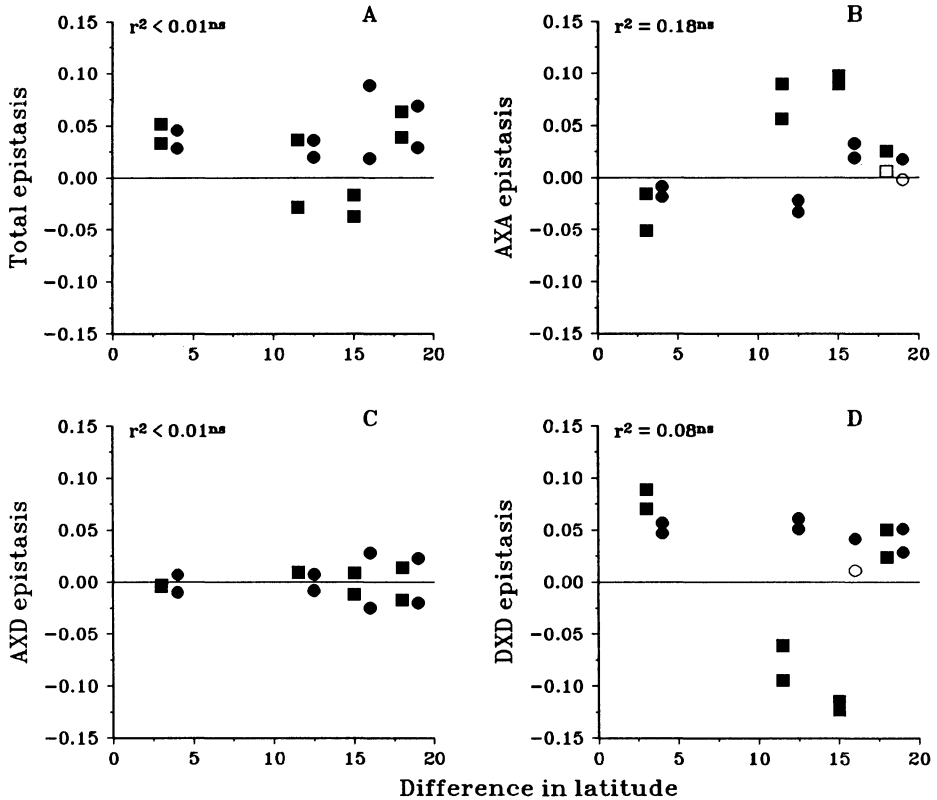 A
r² < 0.01ns
Total epistasis
0.15
0.10
0.05
0.00
−0.05
−0.10
−0.15
0 5 10 15 20
B
r² = 0.18ns
AXA epistasis
0.15
0.10
0.05
0.00
−0.05
−0.10
−0.15
0 5 10 15 20
C
r² < 0.01ns
AXD epistasis
0.15
0.10
0.05
0.00
−0.05
−0.10
−0.15
0 5 10 15 20
D
r² = 0.08ns
DXD epistasis
0.15
0.10
0.05
0.00
−0.05
−0.10
−0.15
0 5 10 15 20
Difference in latitude